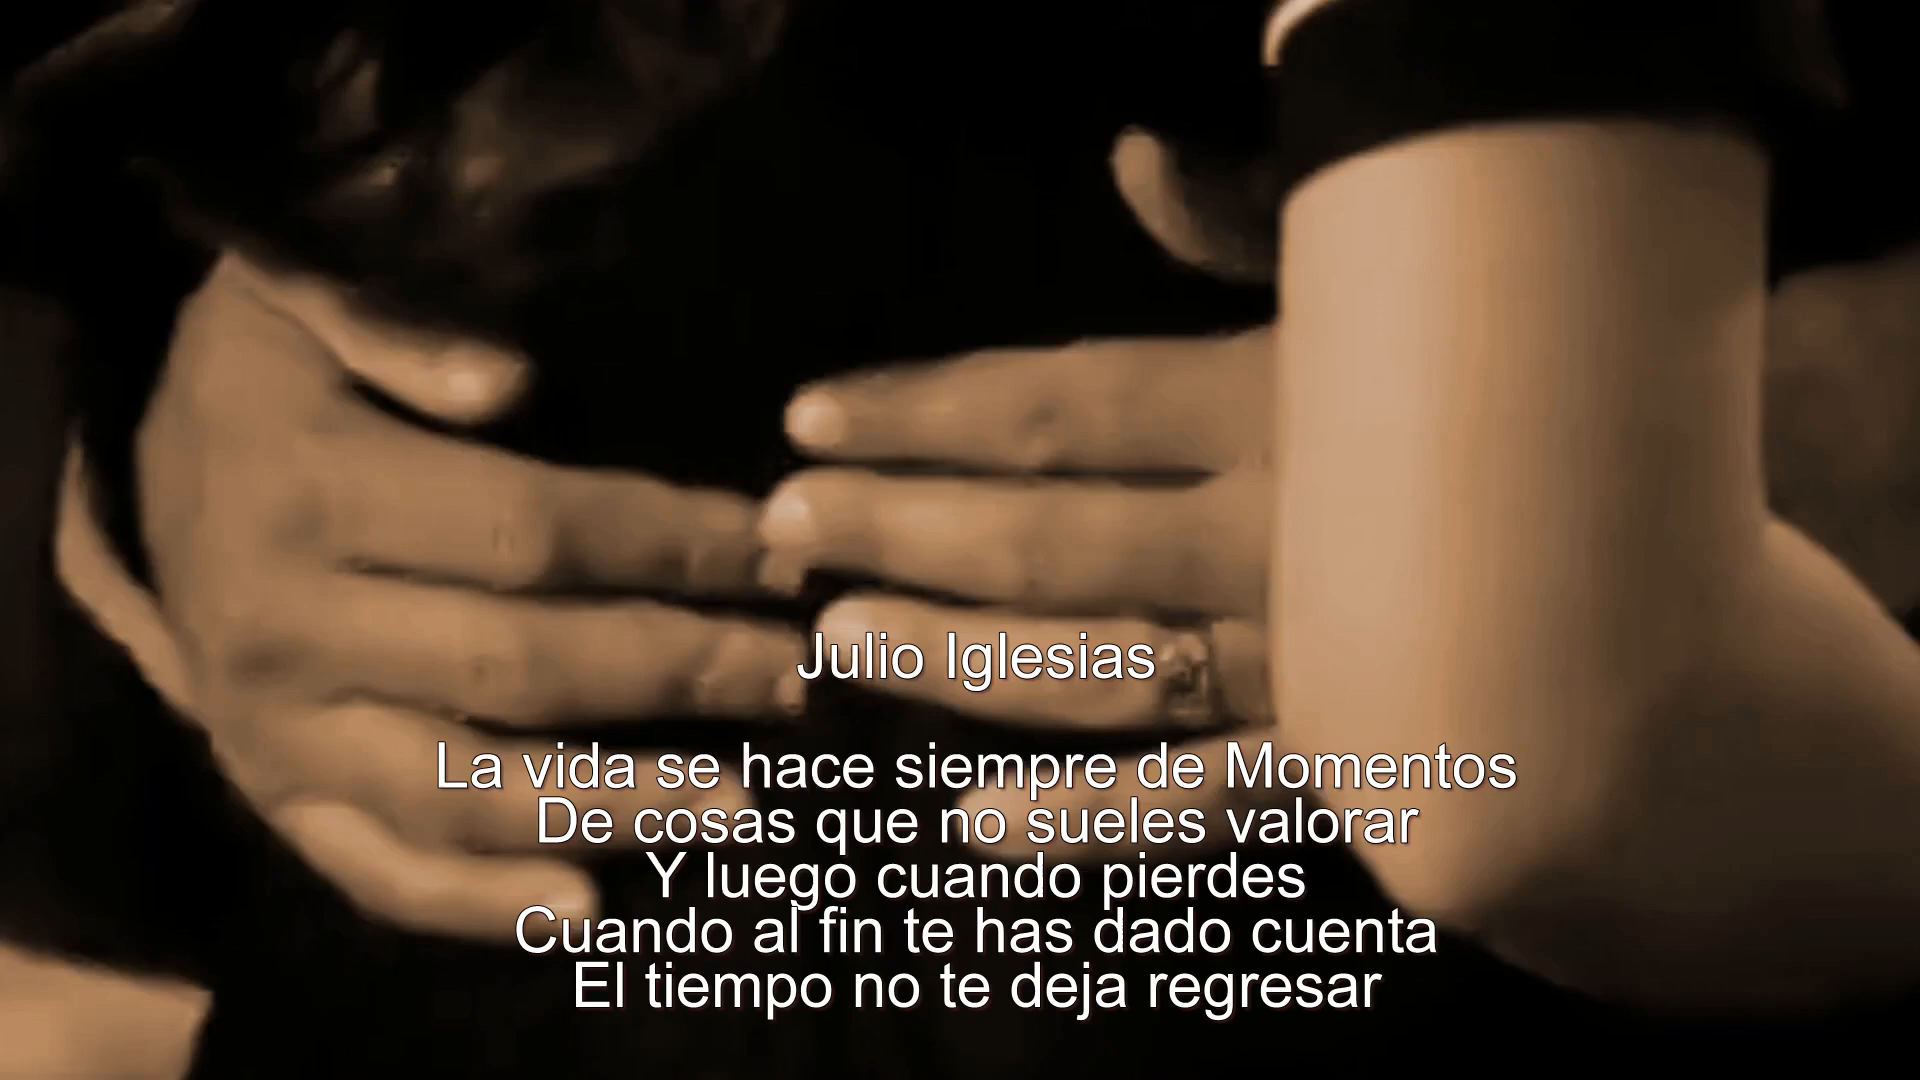 Julio Iglesias
La vida se hace siempre de Momentos
De cosas que no sueles valorar
Y luego cuando pierdes
Cuando al fin te has dado cuenta
El tiempo no te deja regresar